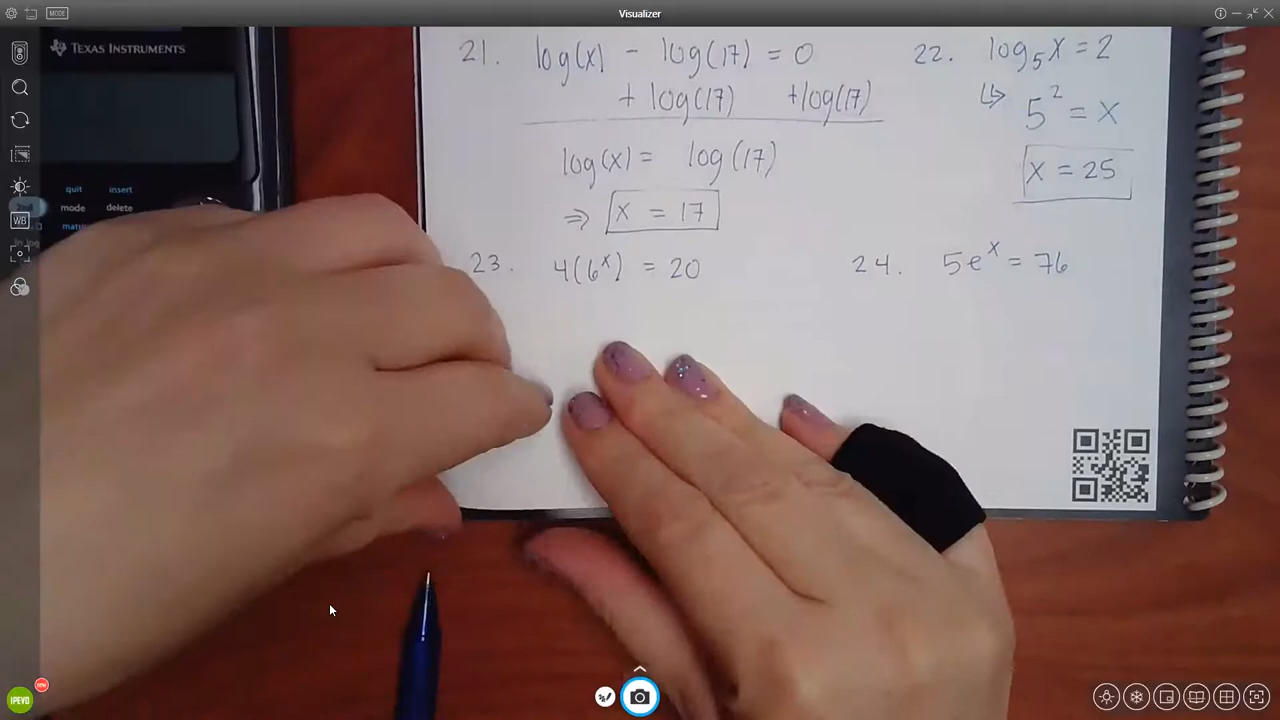 MODE
Visualizer
TEXAS INSTRUMENTS
quit insert
mode delete
WB
21. log(x) - log(17) = 0
+ log(17) +log(17)
log(x) = log(17)
⇒ x = 17
22. log₅x = 2
↳ 5² = x
x = 25
23. 4(6ˣ) = 20
24. 5eˣ = 76
IPEVO